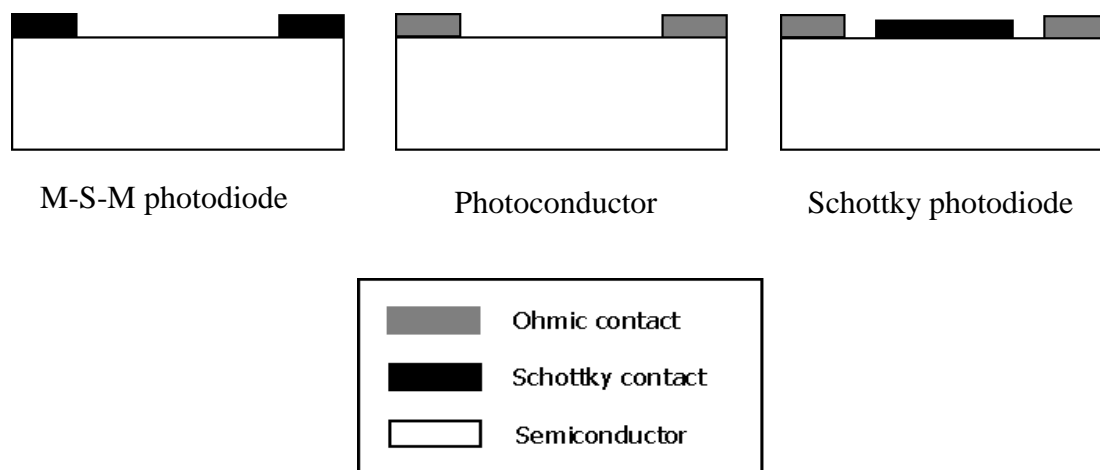 M-S-M photodiode
Photoconductor
Schottky photodiode
Ohmic contact
Schottky contact
Semiconductor